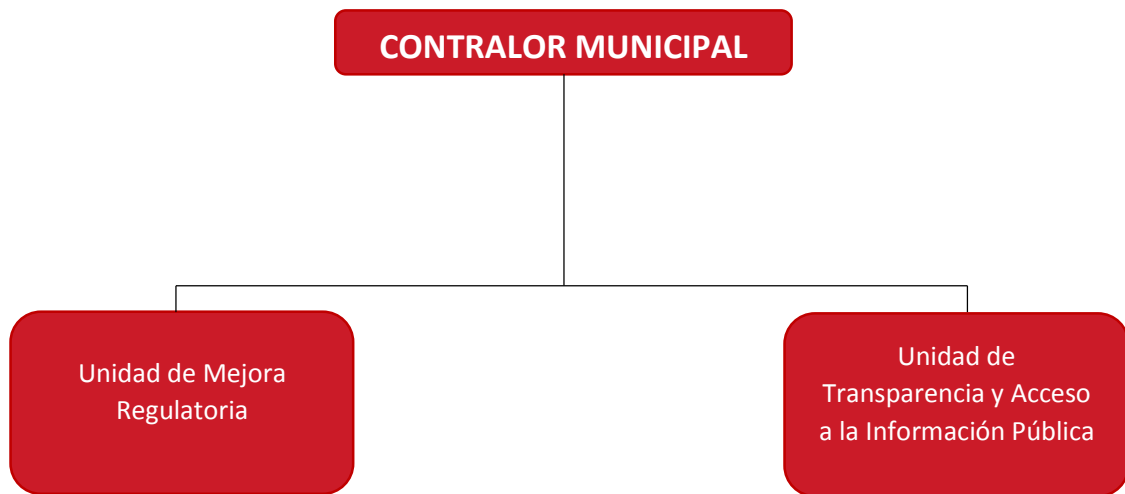 CONTRALOR MUNICIPAL
Unidad de Mejora
Regulatoria
Unidad de
Transparencia y Acceso
a la Información Pública